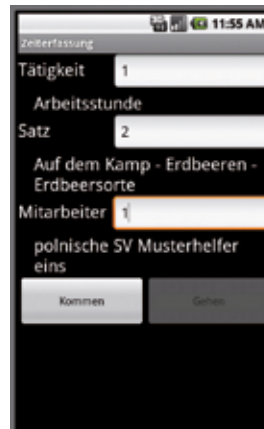 11:55 AM
Zeiterfassung
Tätigkeit 1
Arbeitsstunde
Satz 2
Auf dem Kamp - Erdbeeren -
Erdbeersorte
Mitarbeiter 1
polnische SV Musterhelfer
eins
Kommen Gehen